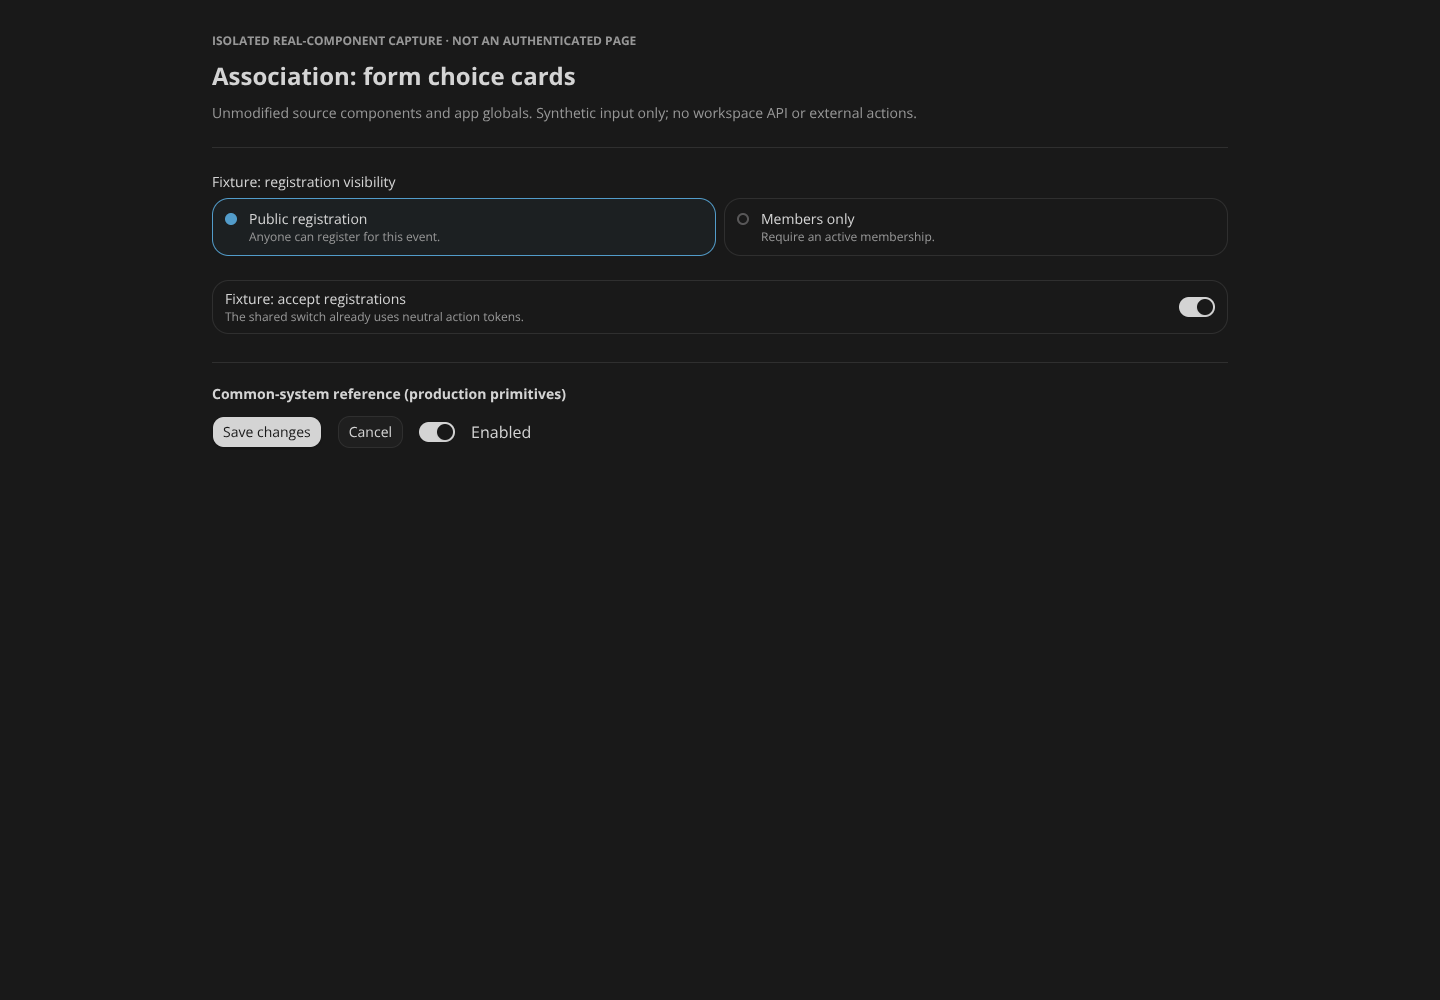 ISOLATED REAL-COMPONENT CAPTURE · NOT AN AUTHENTICATED PAGE
Association: form choice cards
Unmodified source components and app globals. Synthetic input only; no workspace API or external actions.
Fixture: registration visibility
Public registration
Anyone can register for this event.
Members only
Require an active membership.
Fixture: accept registrations
The shared switch already uses neutral action tokens.
Common-system reference (production primitives)
Save changes
Cancel
Enabled